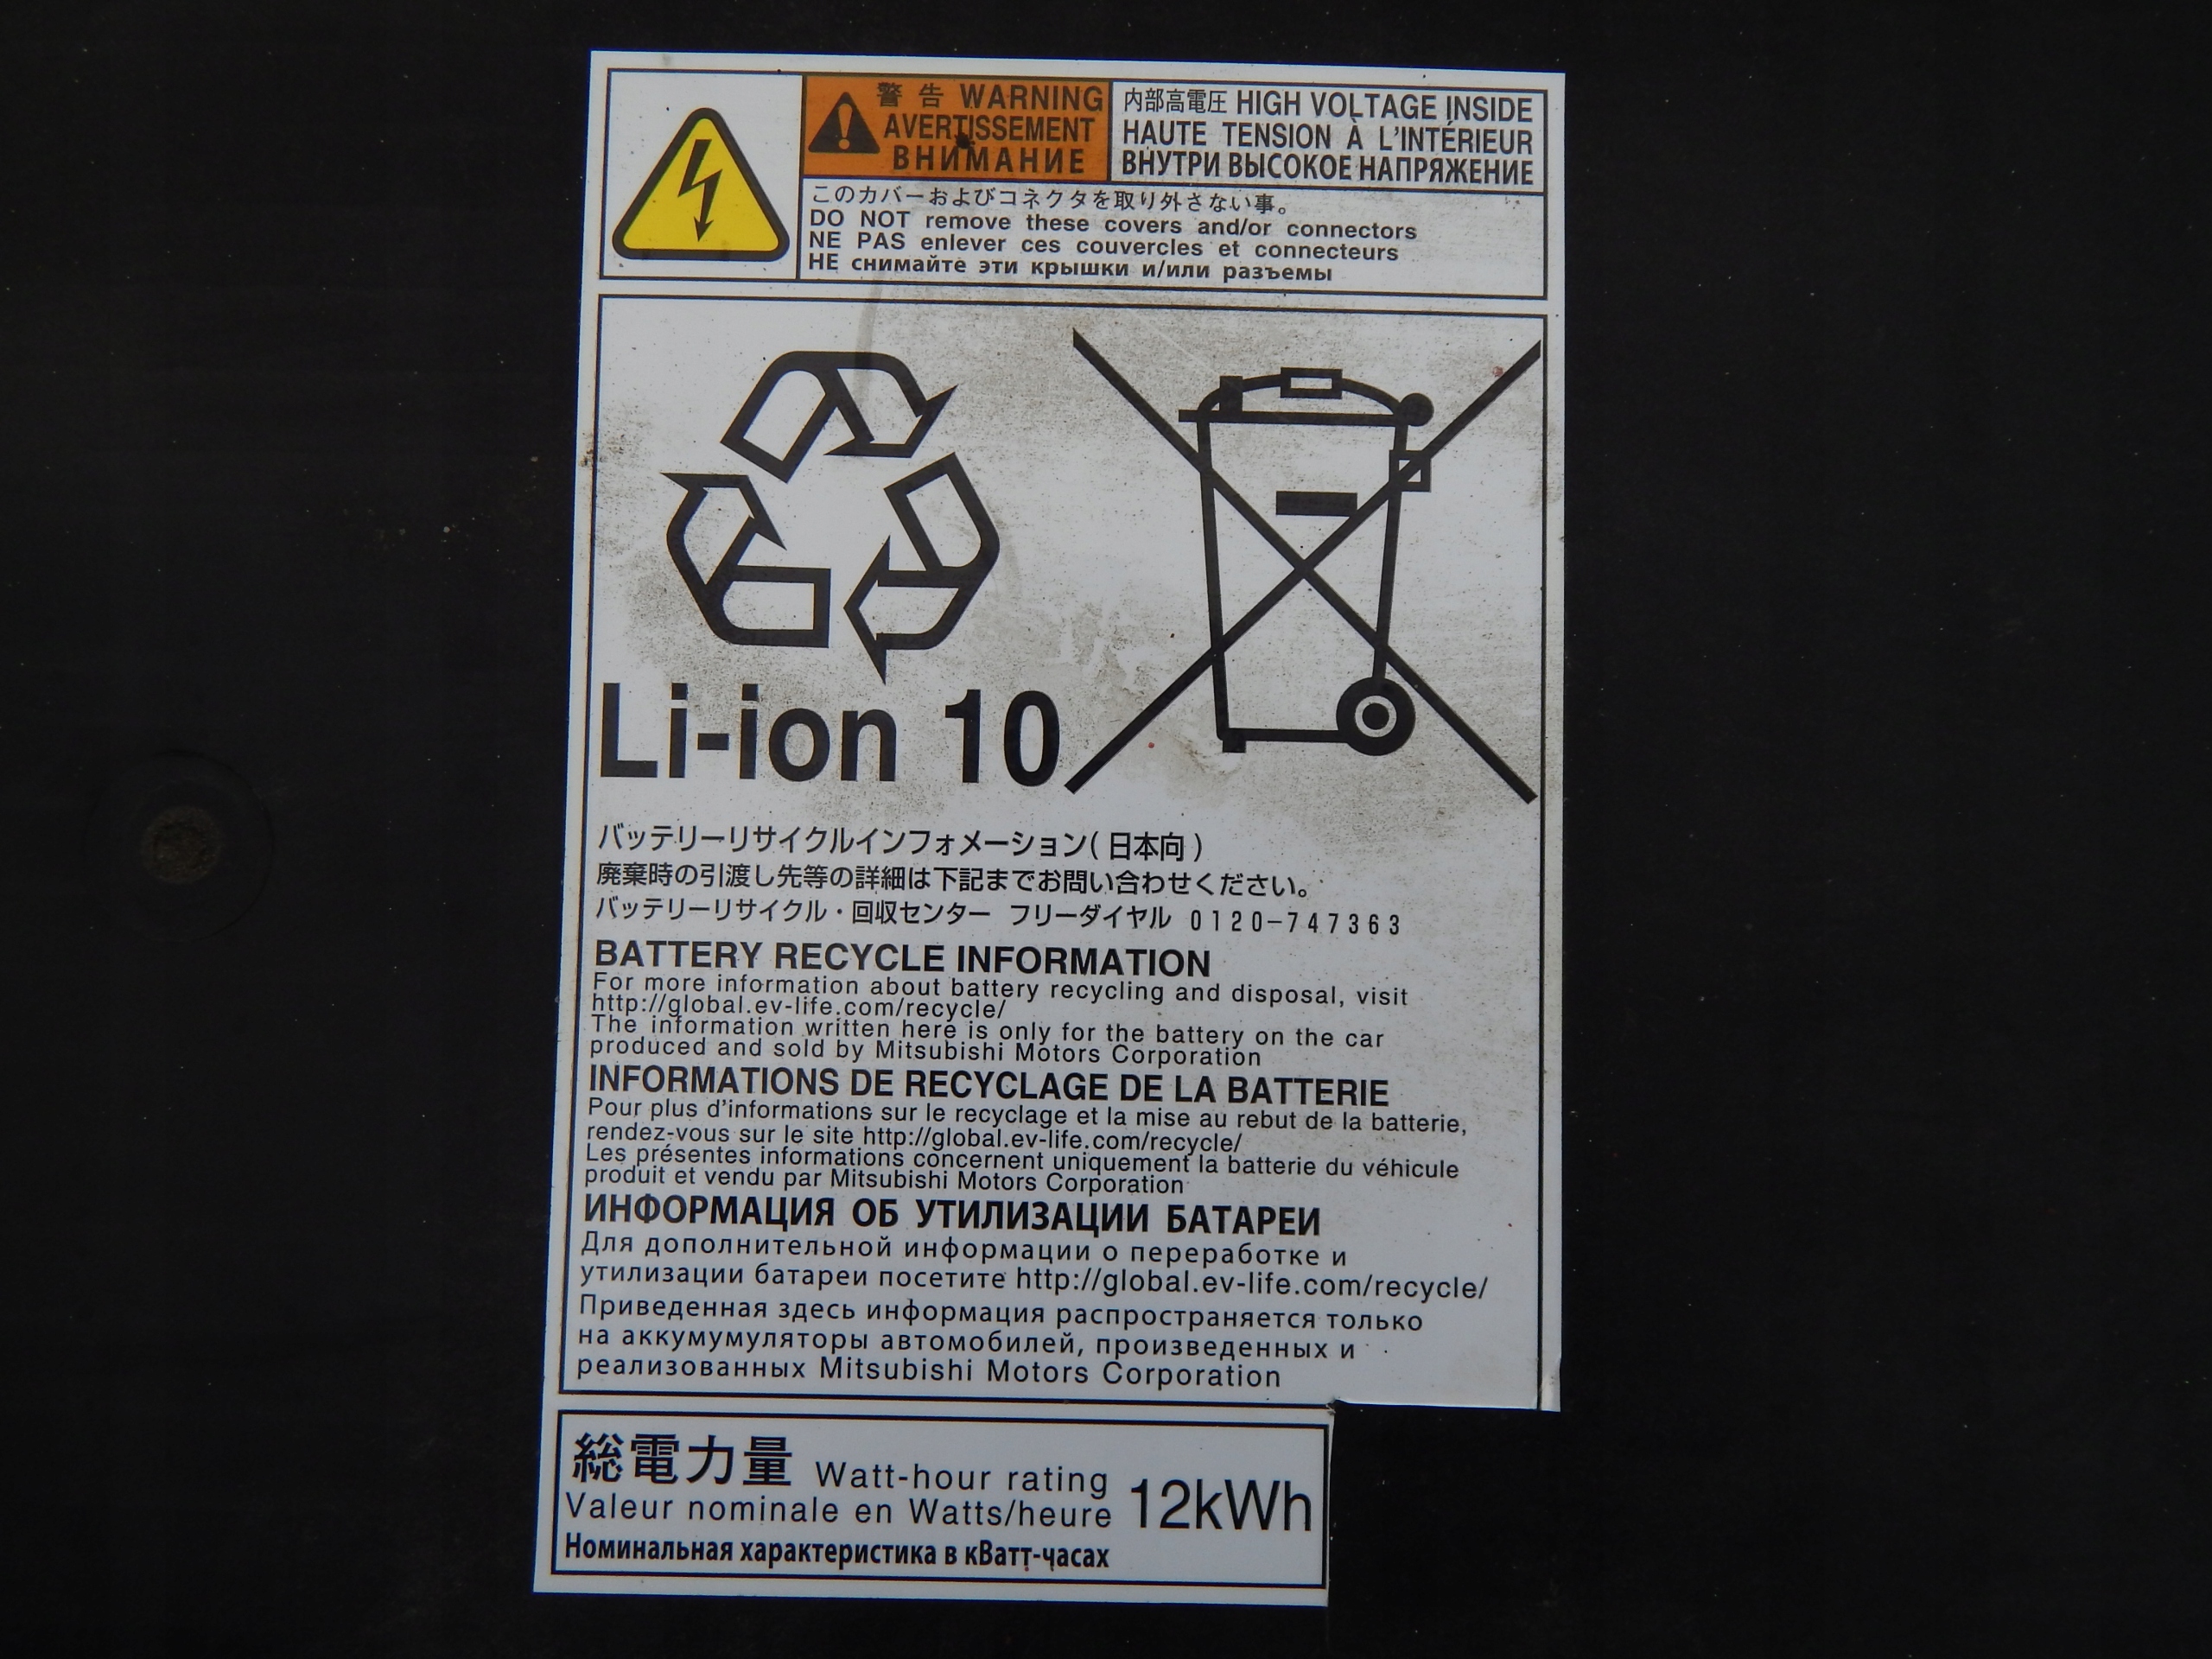 警告 WARNING
AVERTISSEMENT
ВНИМАНИЕ
内部高電圧 HIGH VOLTAGE INSIDE
HAUTE TENSION À L'INTÉRIEUR
ВНУТРИ ВЫСОКОЕ НАПРЯЖЕНИЕ
このカバーおよびコネクタを取り外さない事。
DO NOT remove these covers and/or connectors
NE PAS enlever ces couvercles et connecteurs
НЕ снимайте эти крышки и/или разъемы
Li-ion 10
バッテリーリサイクルインフォメーション(日本向)
廃棄時の引渡し先等の詳細は下記までお問い合わせください。
バッテリーリサイクル・回収センター フリーダイヤル 0120-747363
BATTERY RECYCLE INFORMATION
For more information about battery recycling and disposal, visit
http://global.ev-life.com/recycle/
The information written here is only for the battery on the car
produced and sold by Mitsubishi Motors Corporation
INFORMATIONS DE RECYCLAGE DE LA BATTERIE
Pour plus d'informations sur le recyclage et la mise au rebut de la batterie,
rendez-vous sur le site http://global.ev-life.com/recycle/
Les présentes informations concernent uniquement la batterie du véhicule
produit et vendu par Mitsubishi Motors Corporation
ИНФОРМАЦИЯ ОБ УТИЛИЗАЦИИ БАТАРЕИ
Для дополнительной информации о переработке и
утилизации батареи посетите http://global.ev-life.com/recycle/
Приведенная здесь информация распространяется только
на аккумумуляторы автомобилей, произведенных и
реализованных Mitsubishi Motors Corporation
総電力量 Watt-hour rating
Valeur nominale en Watts/heure
Номинальная характеристика в кВатт-часах
12kWh